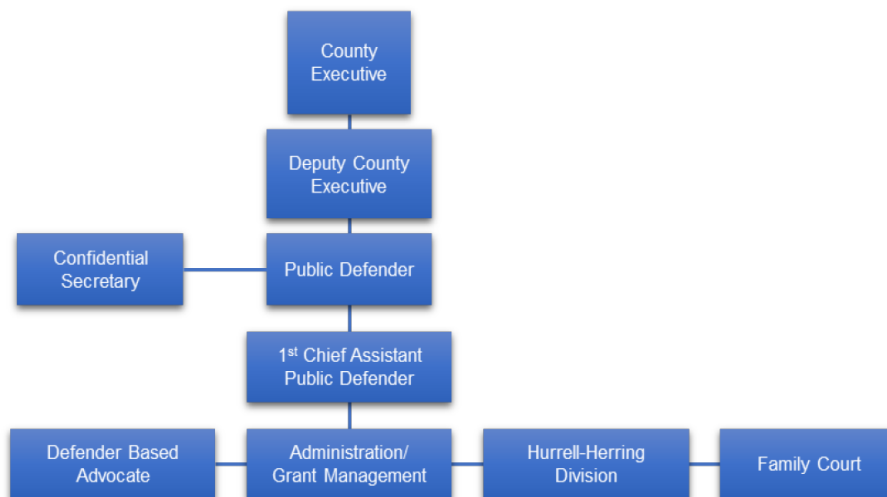 County
Executive
Deputy County
Executive
Confidential
Secretary
Public Defender
1st Chief Assistant
Public Defender
Defender Based
Advocate
Administration/
Grant Management
Hurrell-Herring
Division
Family Court